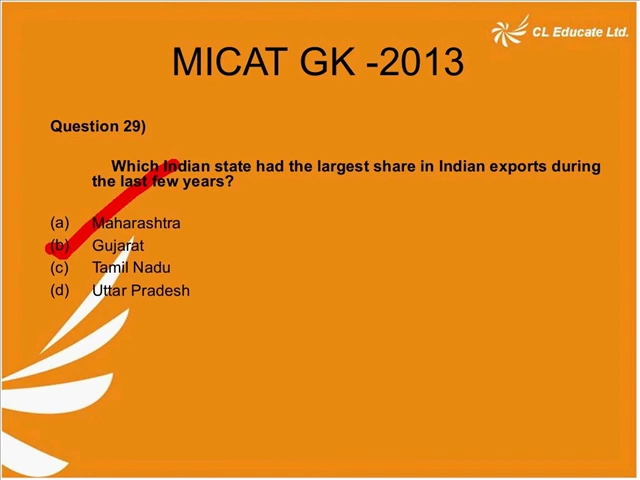 CL Educate Ltd.
MICAT GK -2013
Question 29)
Which Indian state had the largest share in Indian exports during
the last few years?
(a) Maharashtra
(b) Gujarat
(c) Tamil Nadu
(d) Uttar Pradesh